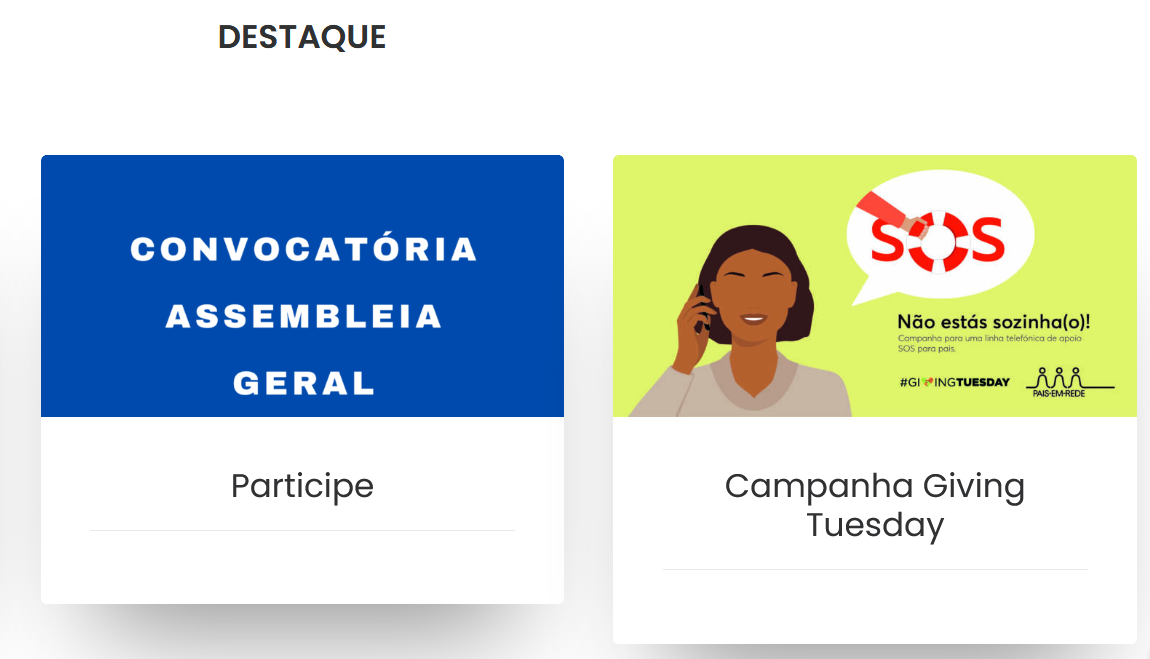 DESTAQUE
CONVOCATÓRIA
ASSEMBLEIA
GERAL
Participe
SOS
Não estás sozinha(o)!
Campanha para uma linha telefónica de apoio
SOS para pais.
#GIVINGTUESDAY
PAIS-EM-REDE
Campanha Giving
Tuesday